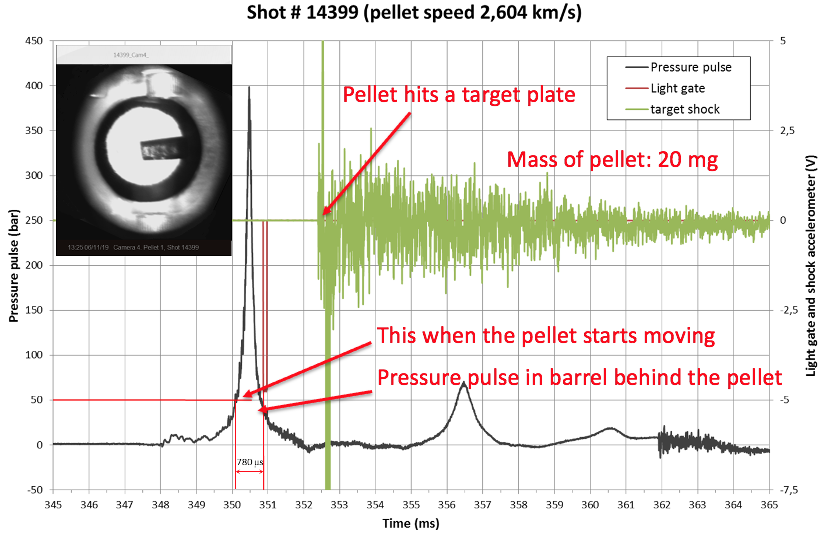 Shot # 14399 (pellet speed 2,604 km/s)
14399_Cam4_
13:25 06/11/19 Camera 4, Pellet 1, Shot 14399
Pressure pulse
Light gate
target shock
Pellet hits a target plate
Mass of pellet: 20 mg
This when the pellet starts moving
Pressure pulse in barrel behind the pellet
780 µs
Pressure pulse (bar)
450
400
350
300
250
200
150
100
50
0
-50
Light gate and shock accelerometer (V)
5
2,5
0
-2,5
-5
-7,5
345 346 347 348 349 350 351 352 353 354 355 356 357 358 359 360 361 362 363 364 365
Time (ms)